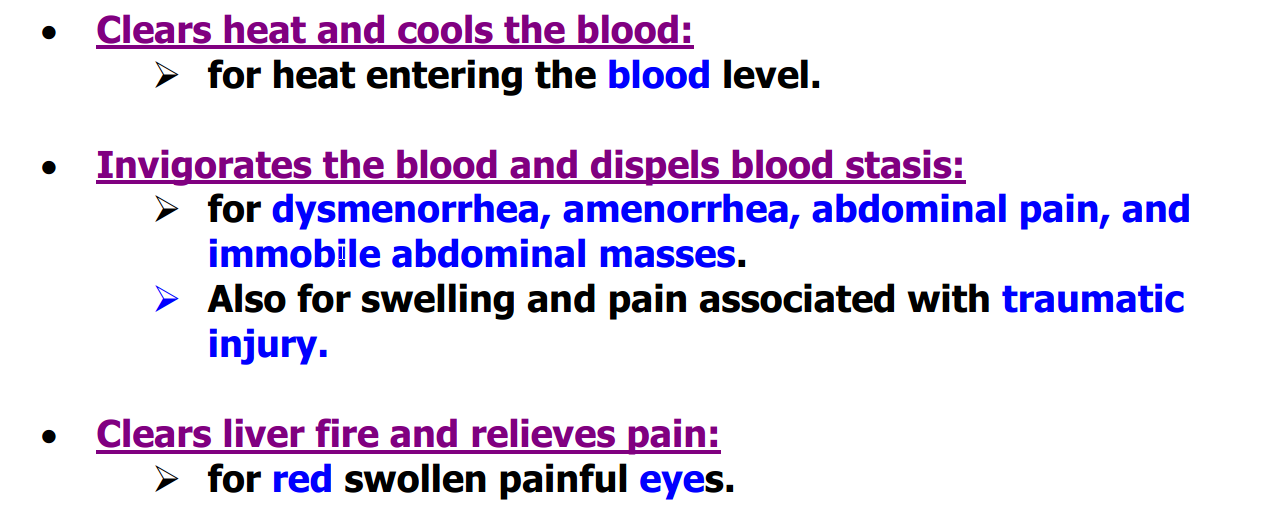 • Clears heat and cools the blood:
➢ for heat entering the blood level.
• Invigorates the blood and dispels blood stasis:
➢ for dysmenorrhea, amenorrhea, abdominal pain, and
immobile abdominal masses.
➢ Also for swelling and pain associated with traumatic
injury.
• Clears liver fire and relieves pain:
➢ for red swollen painful eyes.